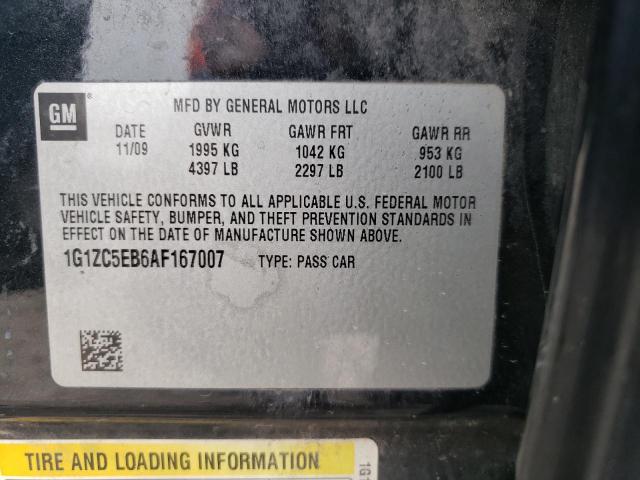 GM
MFD BY GENERAL MOTORS LLC
DATE GVWR GAWR FRT GAWR RR
11/09 1995 KG 1042 KG 953 KG
4397 LB 2297 LB 2100 LB
THIS VEHICLE CONFORMS TO ALL APPLICABLE U.S. FEDERAL MOTOR
VEHICLE SAFETY, BUMPER, AND THEFT PREVENTION STANDARDS IN
EFFECT ON THE DATE OF MANUFACTURE SHOWN ABOVE.
1G1ZC5EB6AF167007 TYPE: PASS CAR
TIRE AND LOADING INFORMATION